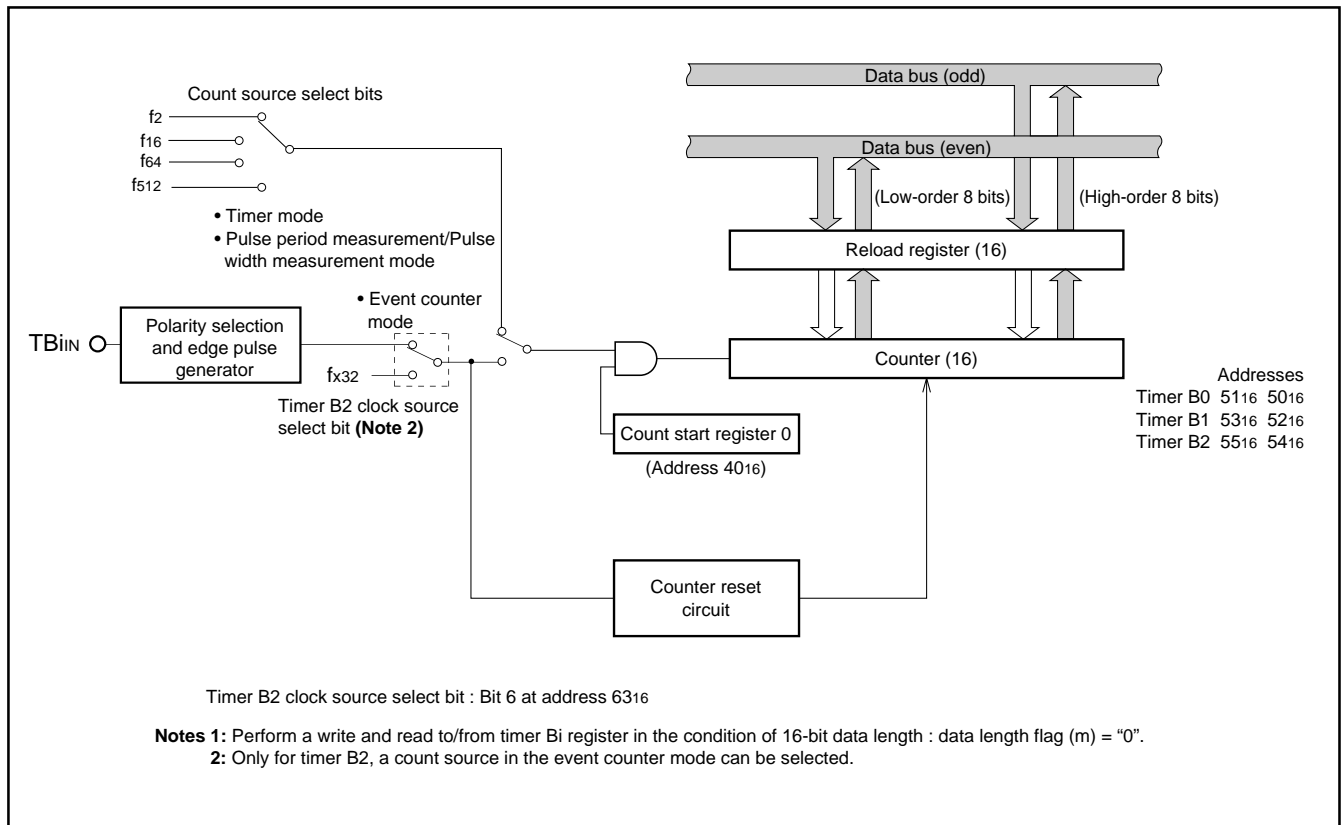 Data bus (odd)
Count source select bits
f2
f16
f64
f512
Data bus (even)
(Low-order 8 bits)
(High-order 8 bits)
• Timer mode
• Pulse period measurement/Pulse
width measurement mode
Reload register (16)
• Event counter
mode
TBiIN
Polarity selection
and edge pulse
generator
fx32
Timer B2 clock source
select bit (Note 2)
Counter (16)
Count start register 0
(Address 4016)
Addresses
Timer B0 5116 5016
Timer B1 5316 5216
Timer B2 5516 5416
Counter reset
circuit
Timer B2 clock source select bit : Bit 6 at address 6316
Notes 1: Perform a write and read to/from timer Bi register in the condition of 16-bit data length : data length flag (m) = “0”.
2: Only for timer B2, a count source in the event counter mode can be selected.